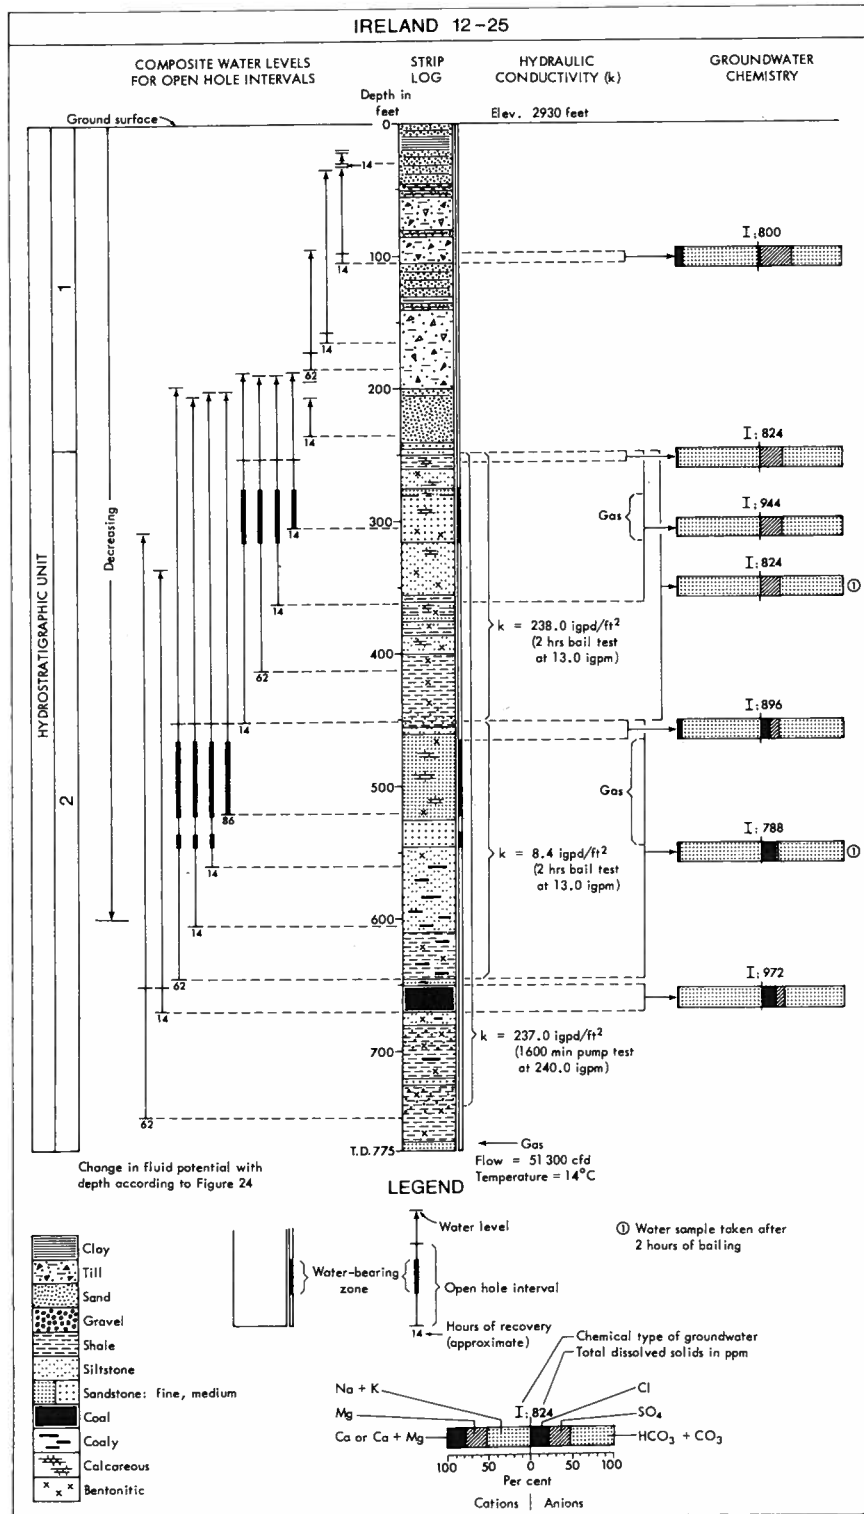 IRELAND 12-25
COMPOSITE WATER LEVELS
FOR OPEN HOLE INTERVALS
STRIP
LOG
HYDRAULIC
CONDUCTIVITY (k)
GROUNDWATER
CHEMISTRY
Depth in
feet
Ground surface
0
Elev. 2930 feet
14
I: 800
100
14
1
14
62
200
14
I: 824
I: 944
Gas
300
14
I: 824
①
Decreasing
14
k = 238.0 igpd/ft²
(2 hrs bail test
at 13.0 igpm)
400
62
HYDROSTRATIGRAPHIC UNIT
I: 896
14
2
500
Gas
86
I: 788
①
k = 8.4 igpd/ft²
(2 hrs bail test
at 13.0 igpm)
14
600
14
I: 972
62
14
k = 237.0 igpd/ft²
(1600 min pump test
at 240.0 igpm)
700
62
T.D. 775
Gas
Flow = 51 300 cfd
Temperature = 14°C
Change in fluid potential with
depth according to Figure 24
LEGEND
Clay
Till
Sand
Gravel
Shale
Siltstone
Sandstone: fine, medium
Coal
Coaly
Calcareous
Bentonitic
Water level
Water-bearing
zone
Open hole interval
14
Hours of recovery
(approximate)
① Water sample taken after
2 hours of bailing
Chemical type of groundwater
Total dissolved solids in ppm
Na + K
I: 824
Cl
Mg
SO₄
Ca or Ca + Mg
HCO₃ + CO₃
100 50 0 50 100
Per cent
Cations | Anions